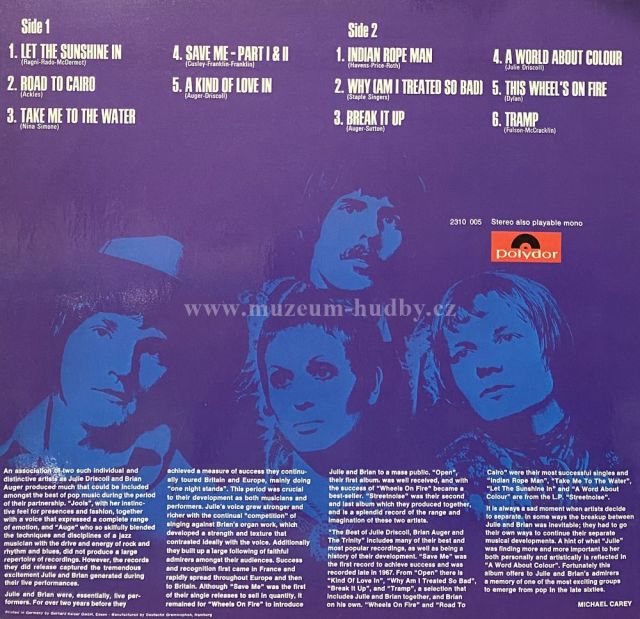 Side 1
1. LET THE SUNSHINE IN
(Ragni-Rado-McDermot)
2. ROAD TO CAIRO
(Ackles)
3. TAKE ME TO THE WATER
(Nina Simone)
4. SAVE ME - PART I & II
(Cosley-Franklin-Franklin)
5. A KIND OF LOVE IN
(Auger-Driscoll)
Side 2
1. INDIAN ROPE MAN
(Havens-Price-Roth)
2. WHY (AM I TREATED SO BAD)
(Staple Singers)
3. BREAK IT UP
(Auger-Sutton)
4. A WORLD ABOUT COLOUR
(Julie Driscoll)
5. THIS WHEEL'S ON FIRE
(Dylan)
6. TRAMP
(Fulson-McCracklin)
2310 005 Stereo also playable mono
polydor
www.muzeum-hudby.cz
An association of two such individual and
distinctive artists as Julie Driscoll and Brian
Auger produced much that could be included
amongst the best of pop music during the period
of their partnership. "Jools", with her instinc-
tive feel for presences and fashion, together
with a voice that expressed a complete range
of emotion, and "Auge" who so skilfully blended
the techniques and disciplines of a jazz
musician with the drive and energy of rock and
rhythm and blues, did not produce a large
repertoire of recordings. However, the records
they did release captured the tremendous
excitement Julie and Brian generated during
their live performances.
Julie and Brian were, essentially, live per-
formers. For over two years before they
achieved a measure of success they continu-
ally toured Britain and Europe, mainly doing
"one night stands". This period was crucial
to their development as both musicians and
performers. Julie's voice grew stronger and
richer with the continual "competition" of
singing against Brian's organ work, which
developed a strength and texture that
contrasted ideally with the voice. Additionally
they built up a large following of faithful
admirers amongst their audiences. Success
and recognition first came in France and
rapidly spread throughout Europe and then
to Britain. Although "Save Me" was the first
of their single releases to sell in quantity, it
remained for "Wheels On Fire" to introduce
Julie and Brian to a mass public. "Open",
their first album, was well received, and with
the success of "Wheels On Fire" became a
best-seller. "Streetnoise" was their second
and last album which they produced together,
and is a splendid record of the range and
imagination of these two artists.
"The Best of Julie Driscoll, Brian Auger and
The Trinity" includes many of their best and
most popular recordings, as well as being a
history of their development. "Save Me" was
the first record to achieve success and was
recorded late in 1967. From "Open" there is
"Kind Of Love In", "Why Am I Treated So Bad",
"Break It Up", and "Tramp", a selection that
includes Julie and Brian together, and Brian
on his own. "Wheels On Fire" and "Road To
Cairo" were their most successful singles and
"Indian Rope Man", "Take Me To The Water",
"Let The Sunshine In" and "A Word About
Colour" are from the L.P. "Streetnoise".
It is always a sad moment when artists decide
to separate. In some ways the breakup between
Julie and Brian was inevitable; they had to go
their own ways to continue their separate
musical developments. A hint of what "Julie"
was finding more and more important to her
both personally and artistically is reflected in
"A Word About Colour". Fortunately this
album offers to Julie and Brian's admirers
a memory of one of the most exciting groups
to emerge from pop in the late sixties.
MICHAEL CAREY
Printed in Germany by Gerhard Kaiser GmbH, Essen · Manufactured by Deutsche Grammophon, Hamburg